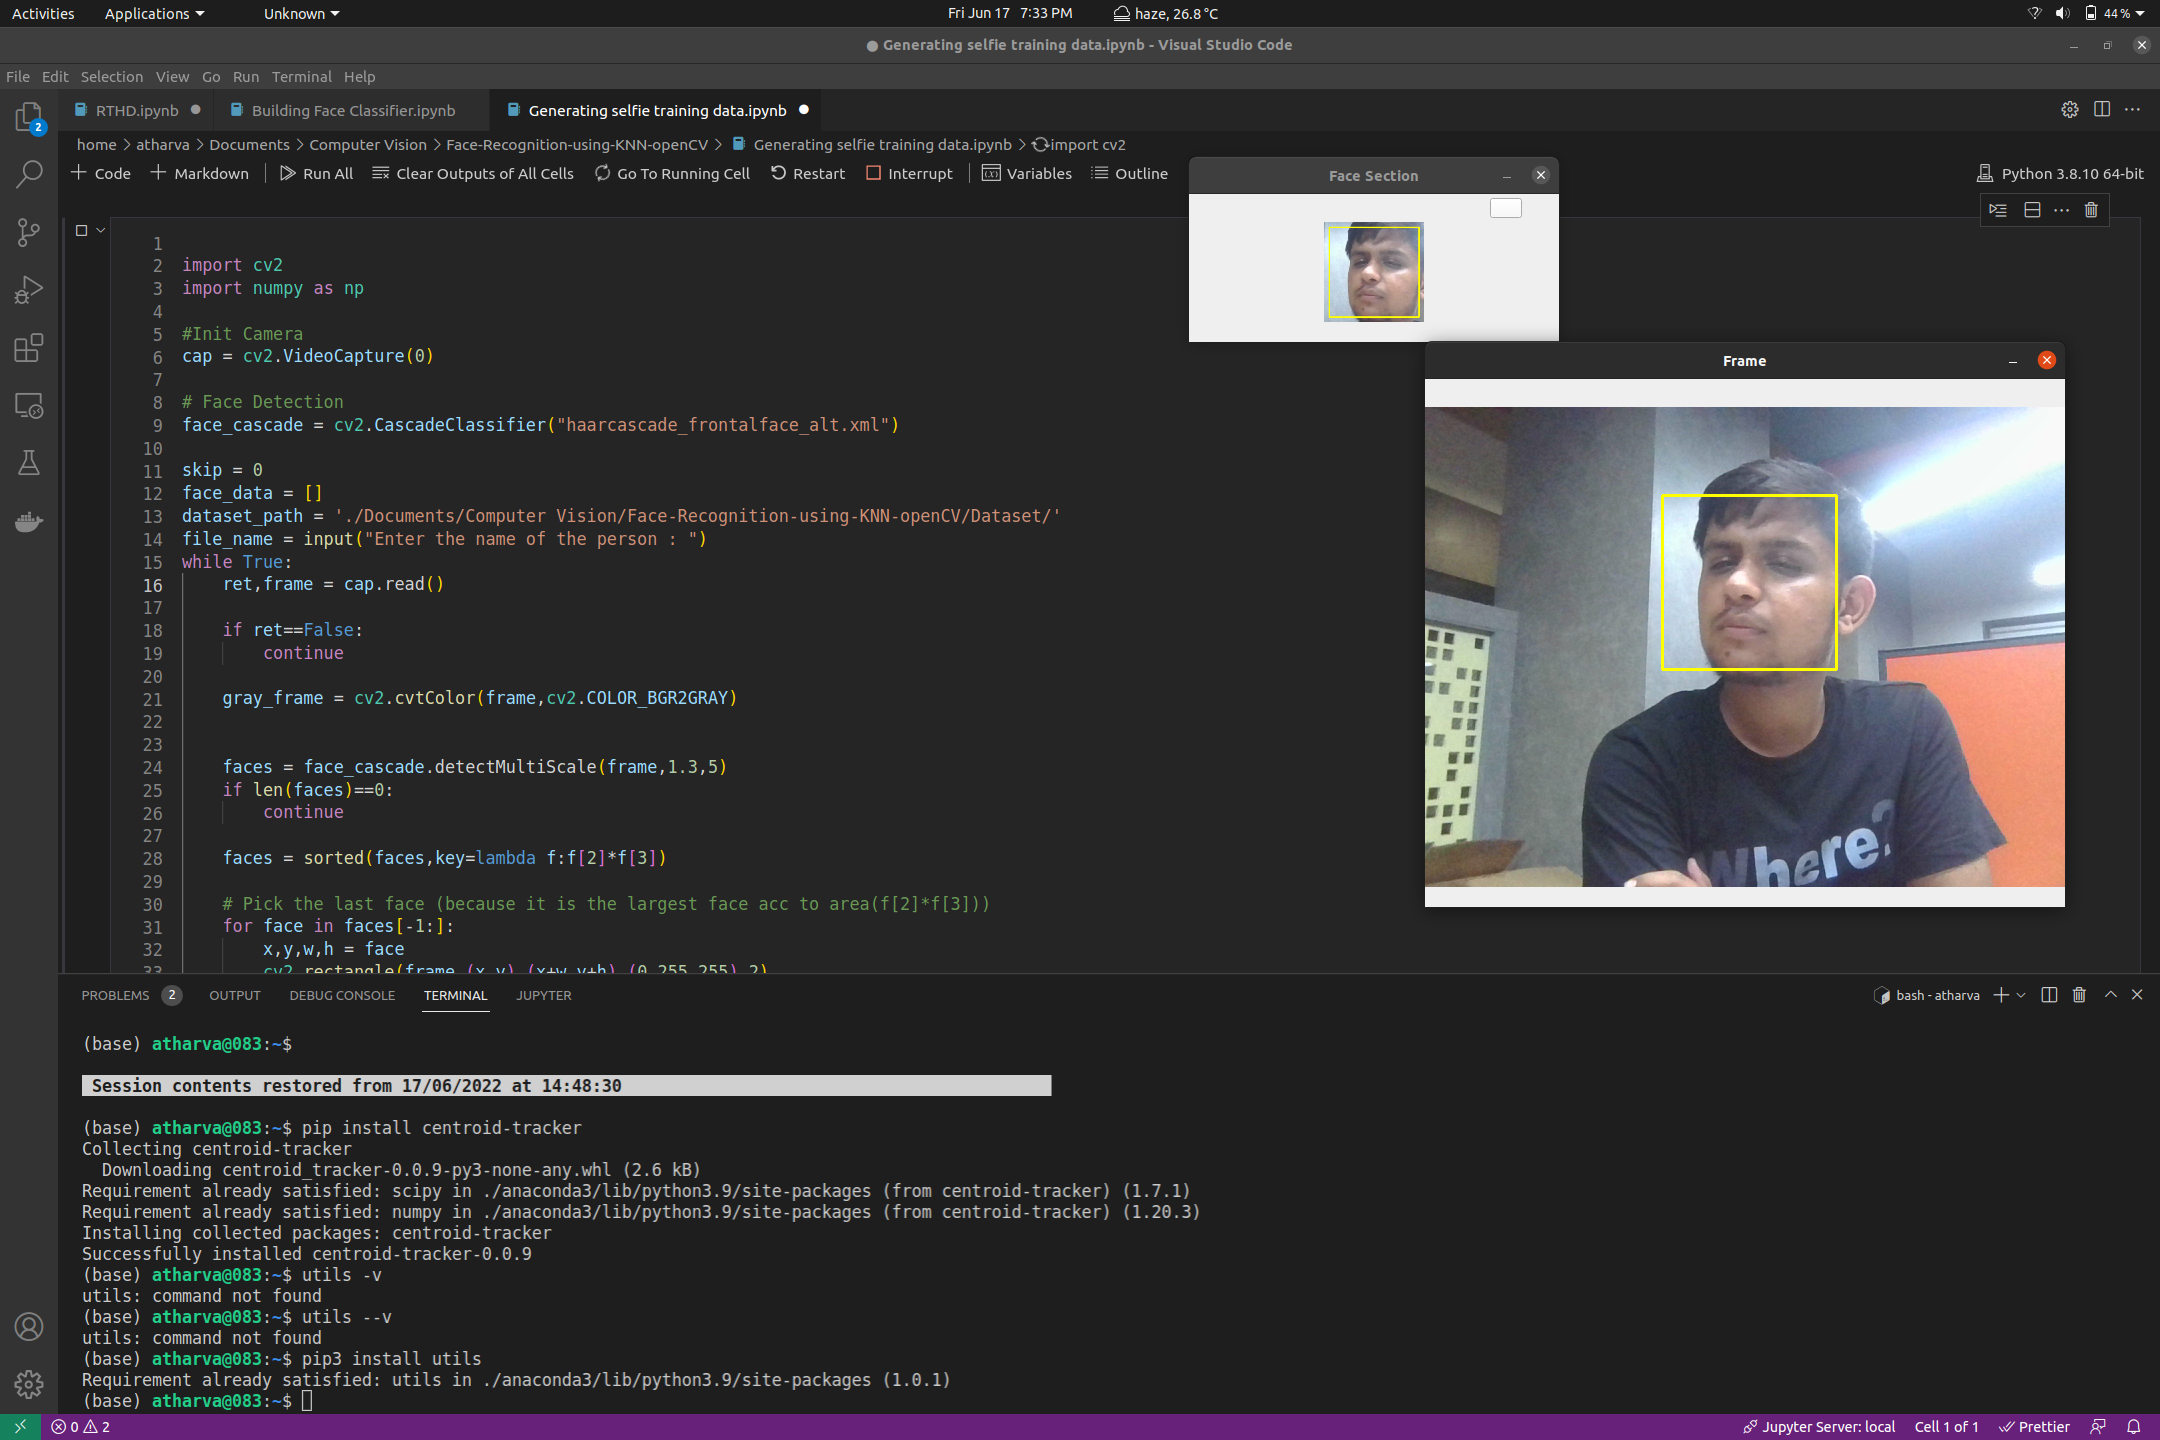 Activities Applications Unknown Fri Jun 17 7:33 PM haze, 26.8 °C 44 %
● Generating selfie training data.ipynb - Visual Studio Code
File Edit Selection View Go Run Terminal Help
2 RTHD.ipynb Building Face Classifier.ipynb Generating selfie training data.ipynb
home > atharva > Documents > Computer Vision > Face-Recognition-using-KNN-openCV > Generating selfie training data.ipynb > import cv2
Code Markdown Run All Clear Outputs of All Cells Go To Running Cell Restart Interrupt Variables Outline Python 3.8.10 64-bit
Face Section
1
2 import cv2
3 import numpy as np
4
5 #Init Camera
6 cap = cv2.VideoCapture(0)
7
8 # Face Detection
9 face_cascade = cv2.CascadeClassifier("haarcascade_frontalface_alt.xml")
10
11 skip = 0
12 face_data = []
13 dataset_path = './Documents/Computer Vision/Face-Recognition-using-KNN-openCV/Dataset/'
14 file_name = input("Enter the name of the person : ")
15 while True:
16 ret,frame = cap.read()
17
18 if ret==False:
19 continue
20
21 gray_frame = cv2.cvtColor(frame,cv2.COLOR_BGR2GRAY)
22
23
24 faces = face_cascade.detectMultiScale(frame,1.3,5)
25 if len(faces)==0:
26 continue
27
28 faces = sorted(faces,key=lambda f:f[2]*f[3])
29
30 # Pick the last face (because it is the largest face acc to area(f[2]*f[3]))
31 for face in faces[-1:]:
32 x,y,w,h = face
33 cv2.rectangle(frame,(x,y),(x+w,y+h),(0,255,255),2)
Frame
Where?
PROBLEMS 2 OUTPUT DEBUG CONSOLE TERMINAL JUPYTER bash - atharva
(base) atharva@083:~$
Session contents restored from 17/06/2022 at 14:48:30
(base) atharva@083:~$ pip install centroid-tracker
Collecting centroid-tracker
Downloading centroid_tracker-0.0.9-py3-none-any.whl (2.6 kB)
Requirement already satisfied: scipy in ./anaconda3/lib/python3.9/site-packages (from centroid-tracker) (1.7.1)
Requirement already satisfied: numpy in ./anaconda3/lib/python3.9/site-packages (from centroid-tracker) (1.20.3)
Installing collected packages: centroid-tracker
Successfully installed centroid-tracker-0.0.9
(base) atharva@083:~$ utils -v
utils: command not found
(base) atharva@083:~$ utils --v
utils: command not found
(base) atharva@083:~$ pip3 install utils
Requirement already satisfied: utils in ./anaconda3/lib/python3.9/site-packages (1.0.1)
(base) atharva@083:~$
0 2 Jupyter Server: local Cell 1 of 1 Prettier